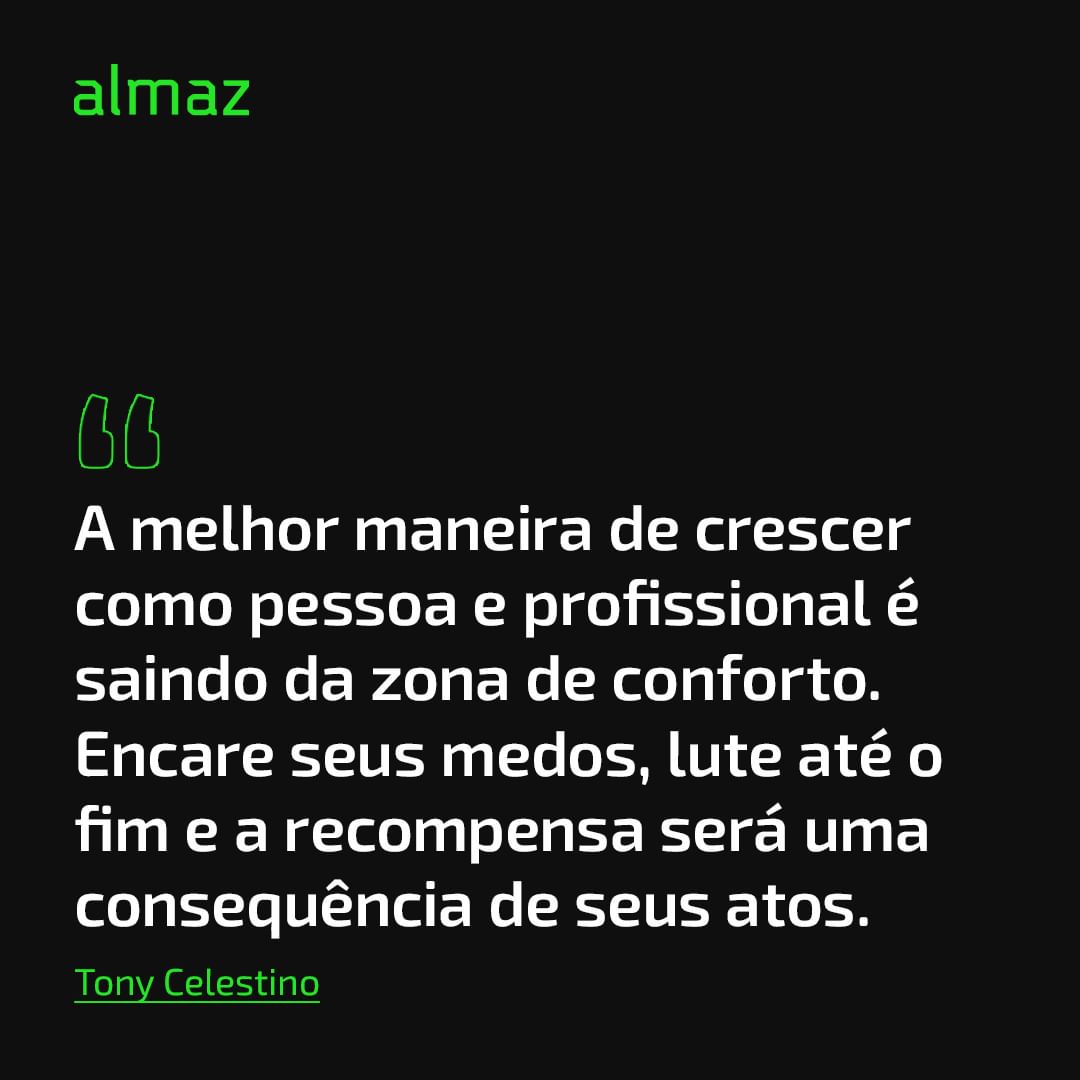 almaz
“
A melhor maneira de crescer
como pessoa e profissional é
saindo da zona de conforto.
Encare seus medos, lute até o
fim e a recompensa será uma
consequência de seus atos.
Tony Celestino